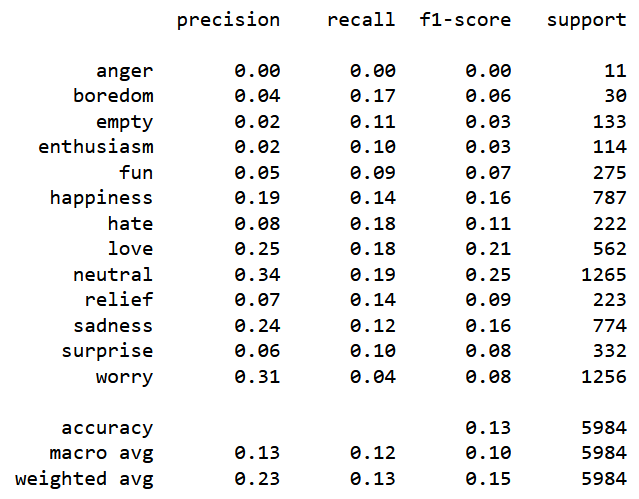 precision recall f1-score support
anger 0.00 0.00 0.00 11
boredom 0.04 0.17 0.06 30
empty 0.02 0.11 0.03 133
enthusiasm 0.02 0.10 0.03 114
fun 0.05 0.09 0.07 275
happiness 0.19 0.14 0.16 787
hate 0.08 0.18 0.11 222
love 0.25 0.18 0.21 562
neutral 0.34 0.19 0.25 1265
relief 0.07 0.14 0.09 223
sadness 0.24 0.12 0.16 774
surprise 0.06 0.10 0.08 332
worry 0.31 0.04 0.08 1256
accuracy 0.13 5984
macro avg 0.13 0.12 0.10 5984
weighted avg 0.23 0.13 0.15 5984